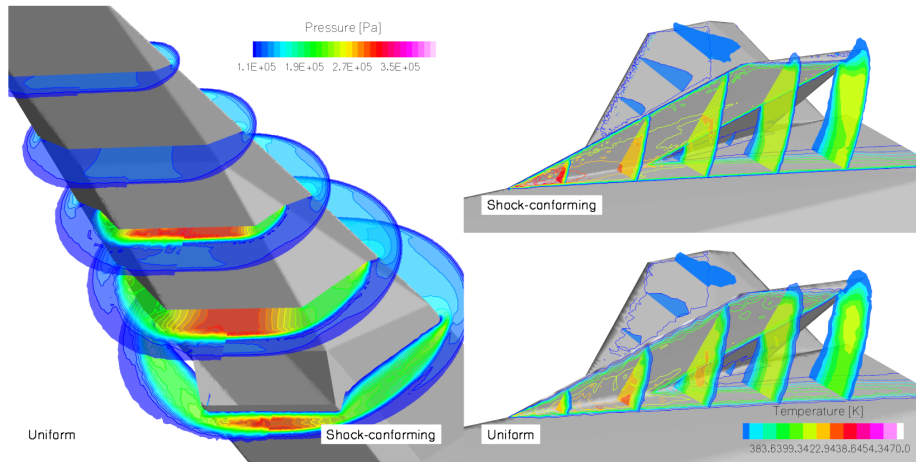 Pressure [Pa]
1.1E+05 1.9E+05 2.7E+05 3.5E+05
Uniform
Shock-conforming
Shock-conforming
Uniform
Temperature [K]
383.6399.3422.9438.6454.3470.0